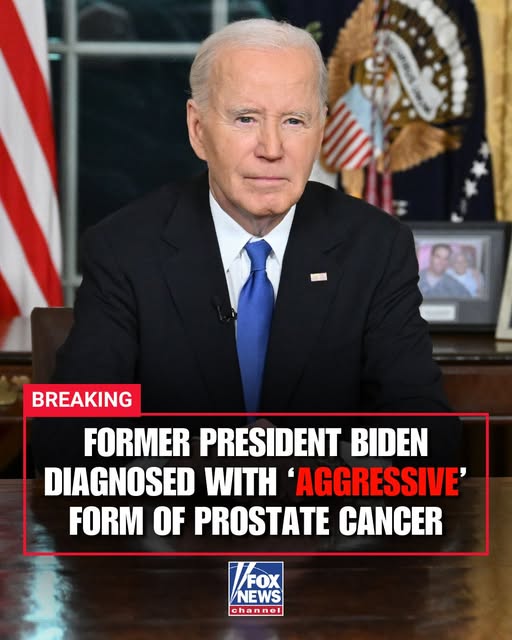 BREAKING
FORMER PRESIDENT BIDEN
DIAGNOSED WITH ‘AGGRESSIVE’
FORM OF PROSTATE CANCER
FOX
NEWS
channel